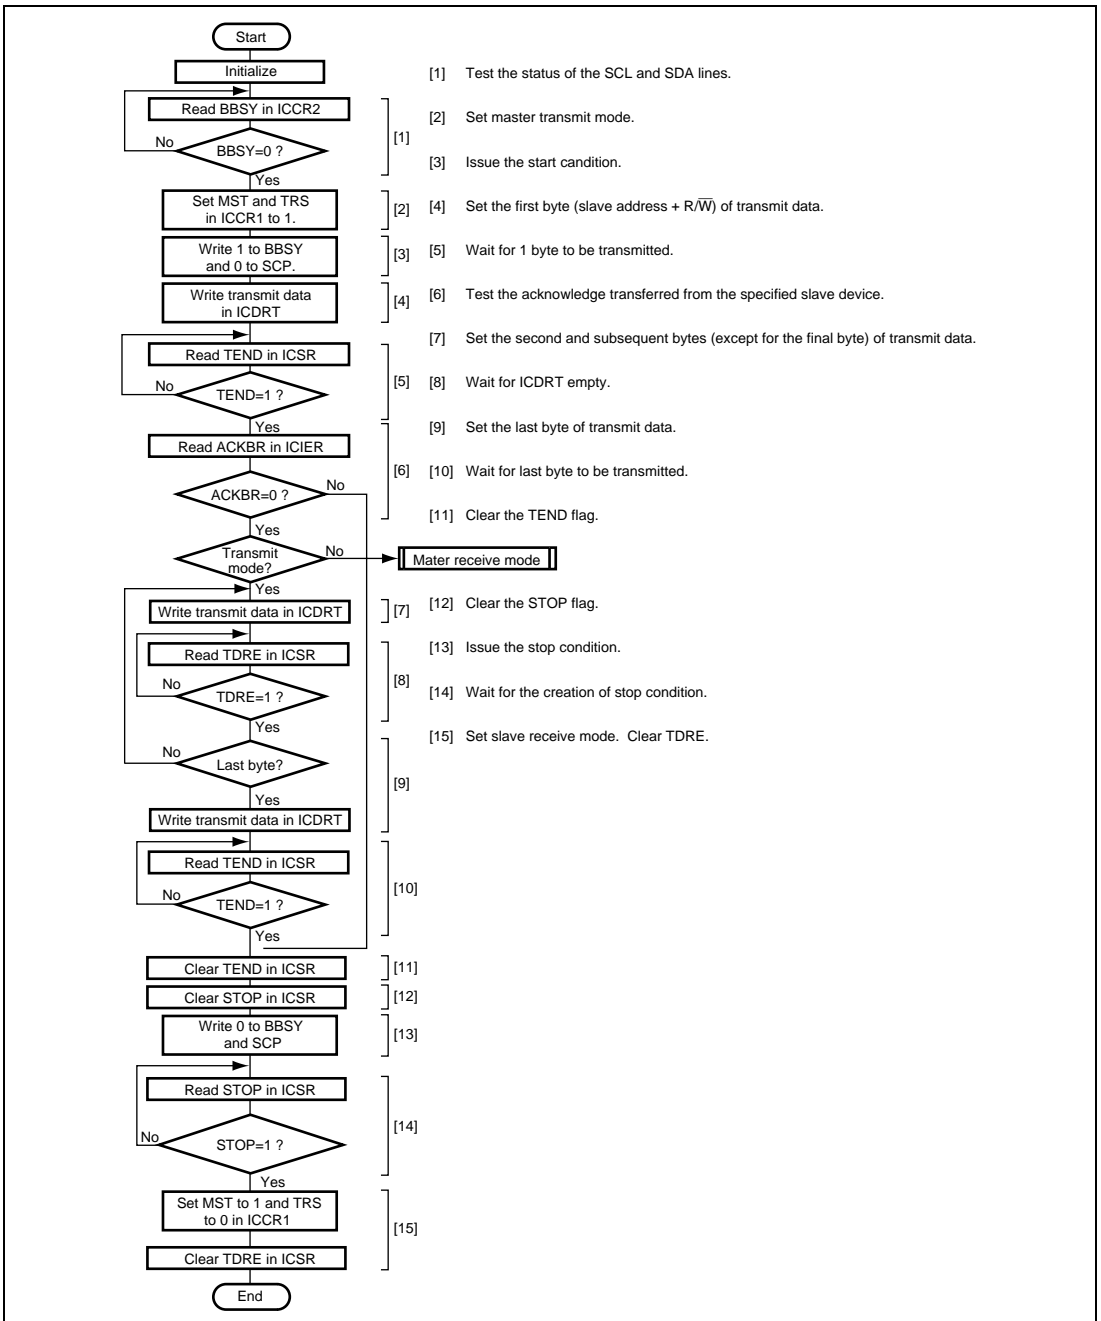 Start
Initialize
Read BBSY in ICCR2
No
BBSY=0 ?
[1]
Yes
Set MST and TRS
in ICCR1 to 1.
[2]
Write 1 to BBSY
and 0 to SCP.
[3]
Write transmit data
in ICDRT
[4]
Read TEND in ICSR
No
TEND=1 ?
[5]
Yes
Read ACKBR in ICIER
[6]
ACKBR=0 ?
No
Yes
Transmit
mode?
No
Mater receive mode
Yes
Write transmit data in ICDRT
[7]
Read TDRE in ICSR
No
TDRE=1 ?
[8]
Yes
No
Last byte?
[9]
Yes
Write transmit data in ICDRT
Read TEND in ICSR
No
TEND=1 ?
[10]
Yes
Clear TEND in ICSR
[11]
Clear STOP in ICSR
[12]
Write 0 to BBSY
and SCP
[13]
Read STOP in ICSR
No
STOP=1 ?
[14]
Yes
Set MST to 1 and TRS
to 0 in ICCR1
[15]
Clear TDRE in ICSR
End
[1] Test the status of the SCL and SDA lines.
[2] Set master transmit mode.
[3] Issue the start candition.
[4] Set the first byte (slave address + R/W̅) of transmit data.
[5] Wait for 1 byte to be transmitted.
[6] Test the acknowledge transferred from the specified slave device.
[7] Set the second and subsequent bytes (except for the final byte) of transmit data.
[8] Wait for ICDRT empty.
[9] Set the last byte of transmit data.
[10] Wait for last byte to be transmitted.
[11] Clear the TEND flag.
[12] Clear the STOP flag.
[13] Issue the stop condition.
[14] Wait for the creation of stop condition.
[15] Set slave receive mode. Clear TDRE.